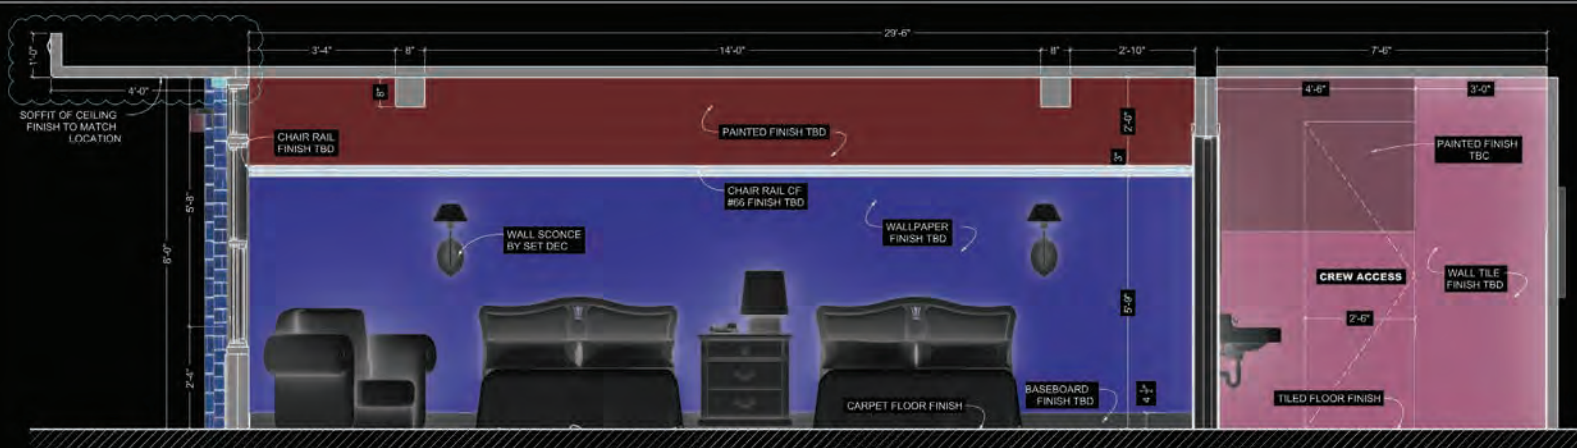 29'-6"
3'-4"
8"
14'-0"
8"
2'-10"
7'-6"
1'-0"
4'-0"
8"
4'-6"
3'-0"
SOFFIT OF CEILING
FINISH TO MATCH
LOCATION
CHAIR RAIL
FINISH TBD
PAINTED FINISH TBD
2'-0"
3"
PAINTED FINISH
TBC
CHAIR RAIL CF
#66 FINISH TBD
5'-8"
8'-0"
WALL SCONCE
BY SET DEC
WALLPAPER
FINISH TBD
CREW ACCESS
WALL TILE
FINISH TBD
5'-9"
2'-6"
2'-4"
BASEBOARD
FINISH TBD
CARPET FLOOR FINISH
TILED FLOOR FINISH